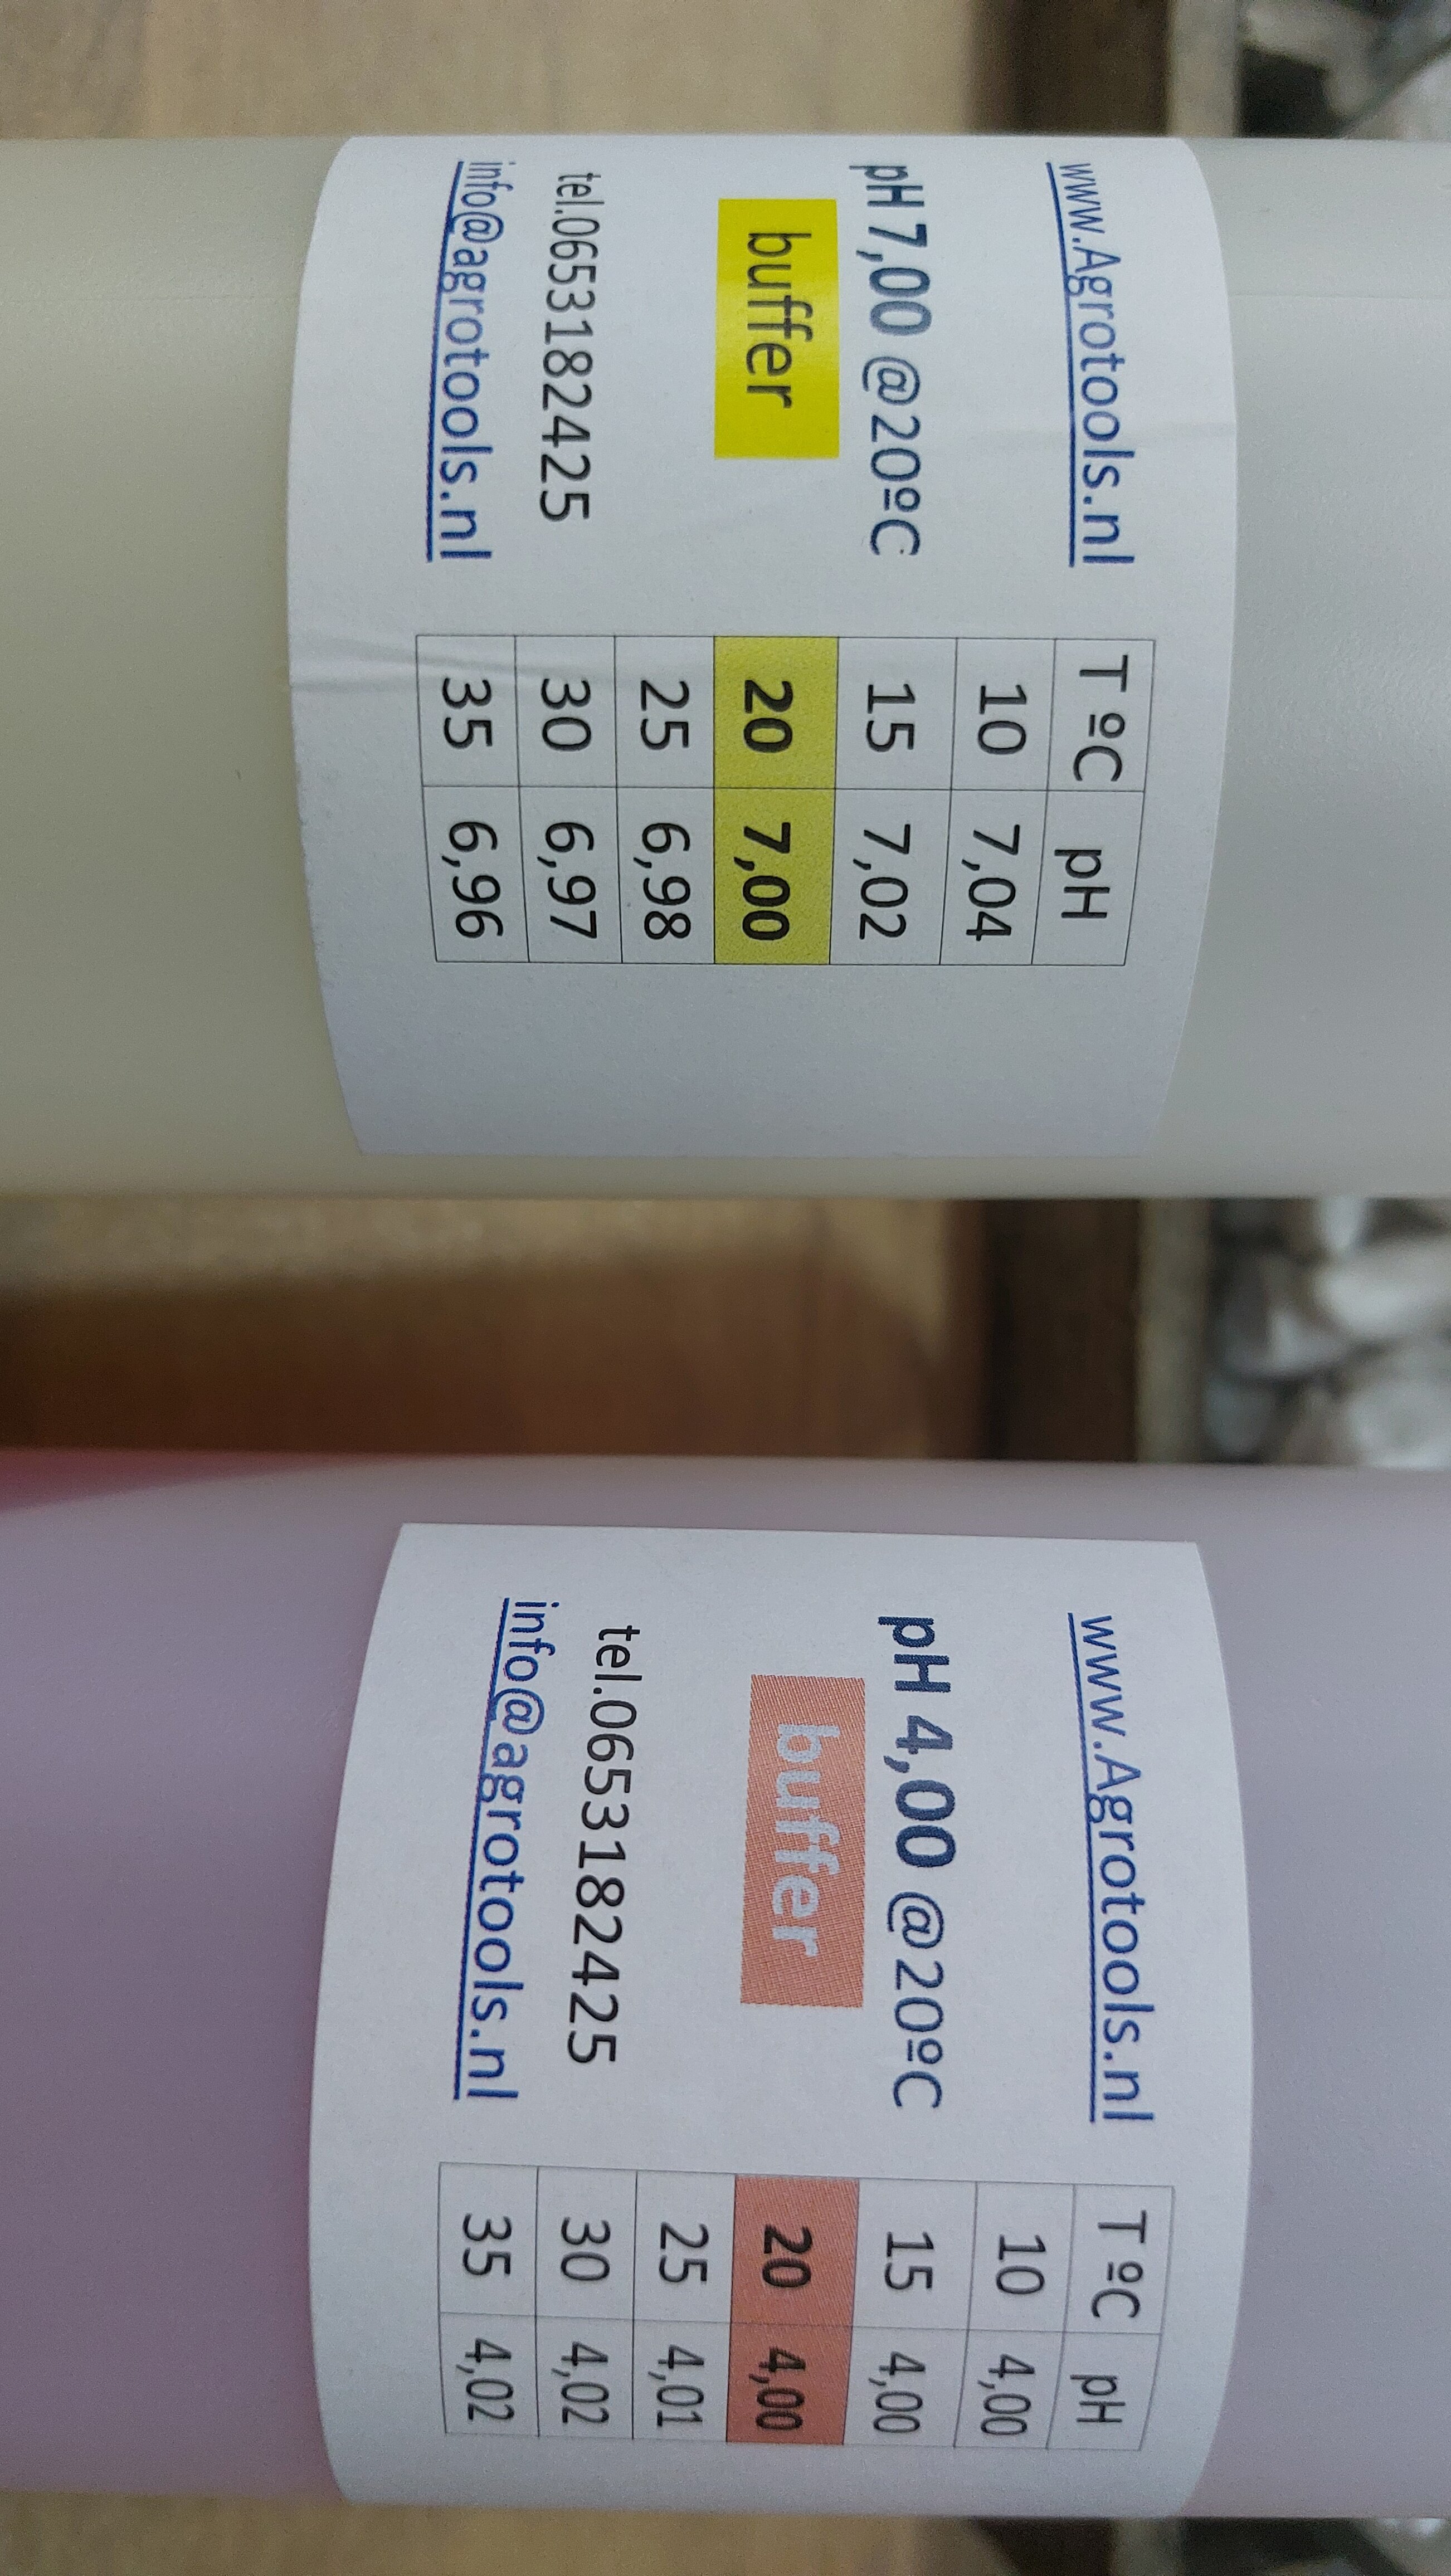 www.Agrotools.nl
pH 7,00 @20ºC
buffer
tel.0653182425
info@agrotools.nl
T ºC pH
10 7,04
15 7,02
20 7,00
25 6,98
30 6,97
35 6,96
www.Agrotools.nl
pH 4,00 @20ºC
buffer
tel.0653182425
info@agrotools.nl
T ºC pH
10 4,00
15 4,00
20 4,00
25 4,01
30 4,02
35 4,02